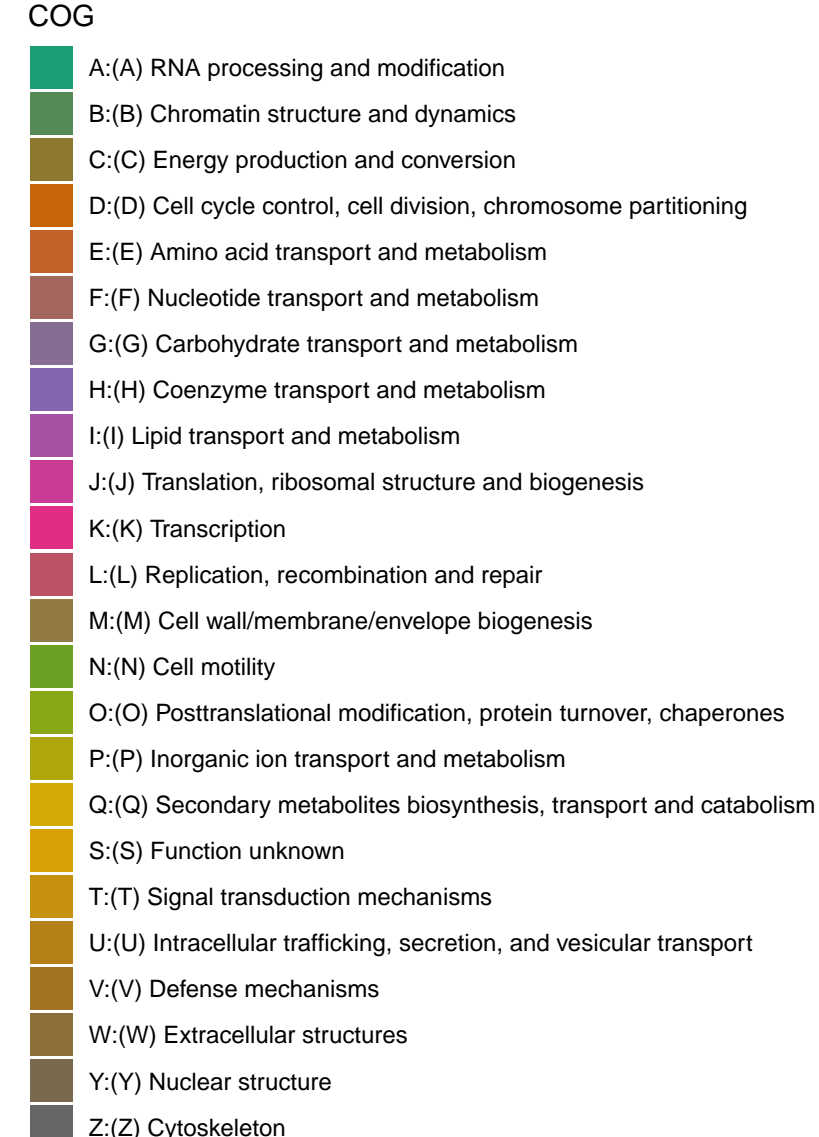 COG
A:(A) RNA processing and modification
B:(B) Chromatin structure and dynamics
C:(C) Energy production and conversion
D:(D) Cell cycle control, cell division, chromosome partitioning
E:(E) Amino acid transport and metabolism
F:(F) Nucleotide transport and metabolism
G:(G) Carbohydrate transport and metabolism
H:(H) Coenzyme transport and metabolism
I:(I) Lipid transport and metabolism
J:(J) Translation, ribosomal structure and biogenesis
K:(K) Transcription
L:(L) Replication, recombination and repair
M:(M) Cell wall/membrane/envelope biogenesis
N:(N) Cell motility
O:(O) Posttranslational modification, protein turnover, chaperones
P:(P) Inorganic ion transport and metabolism
Q:(Q) Secondary metabolites biosynthesis, transport and catabolism
S:(S) Function unknown
T:(T) Signal transduction mechanisms
U:(U) Intracellular trafficking, secretion, and vesicular transport
V:(V) Defense mechanisms
W:(W) Extracellular structures
Y:(Y) Nuclear structure
Z:(Z) Cytoskeleton